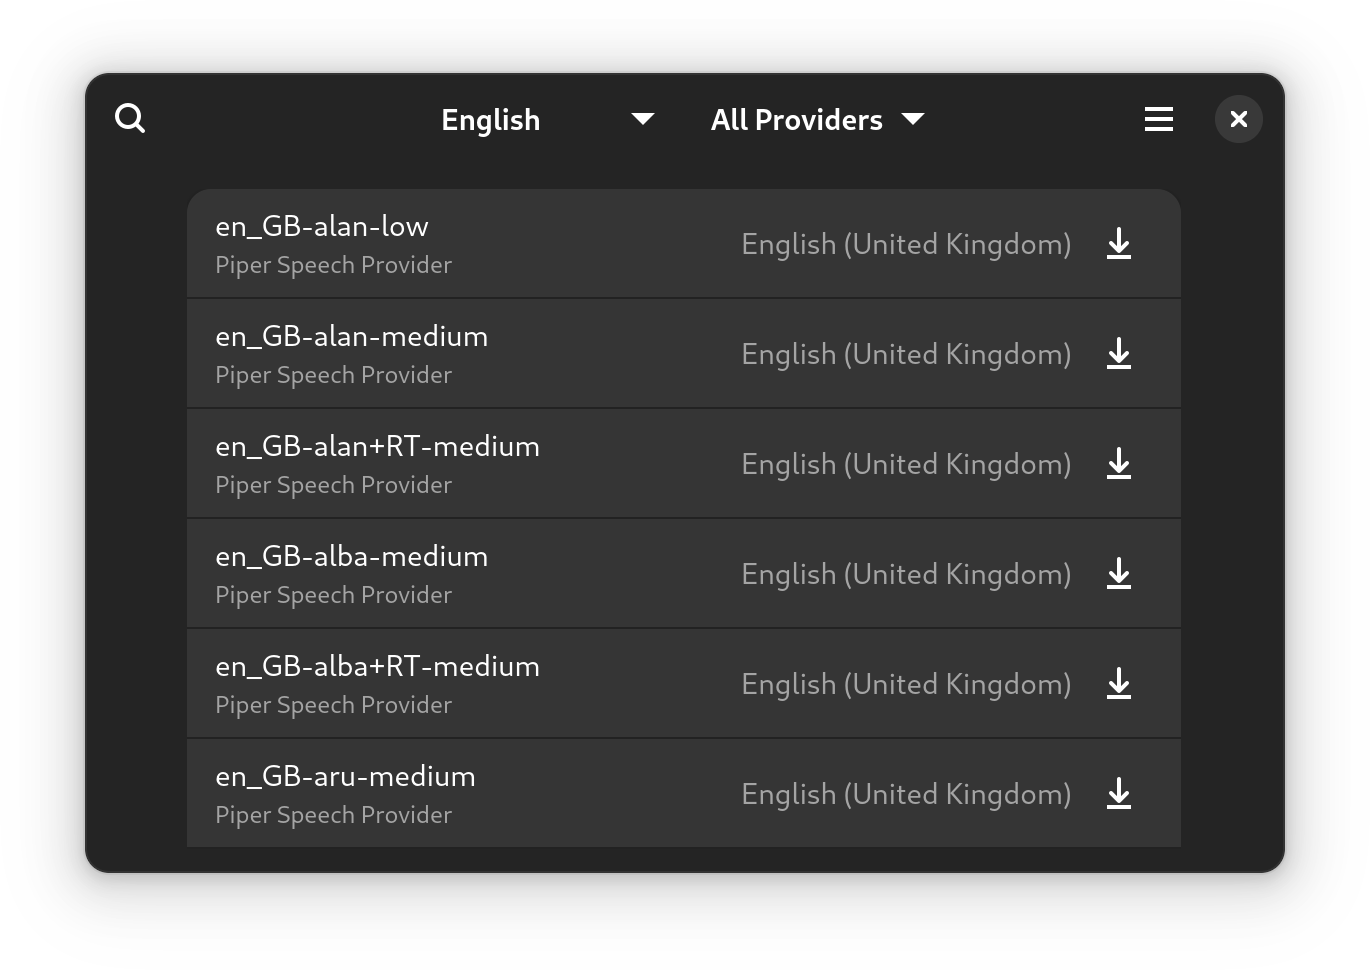 English
All Providers
en_GB-alan-low
Piper Speech Provider
English (United Kingdom)
en_GB-alan-medium
Piper Speech Provider
English (United Kingdom)
en_GB-alan+RT-medium
Piper Speech Provider
English (United Kingdom)
en_GB-alba-medium
Piper Speech Provider
English (United Kingdom)
en_GB-alba+RT-medium
Piper Speech Provider
English (United Kingdom)
en_GB-aru-medium
Piper Speech Provider
English (United Kingdom)